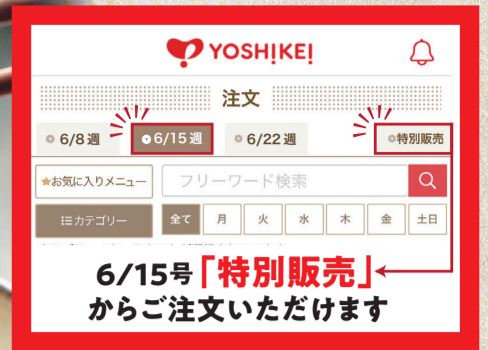 YOSHIKEI
注文
6/8週 6/15週 6/22週 特別販売
★お気に入りメニュー フリーワード検索
カテゴリー 全て 月 火 水 木 金 土日
6/15号「特別販売」
からご注文いただけます